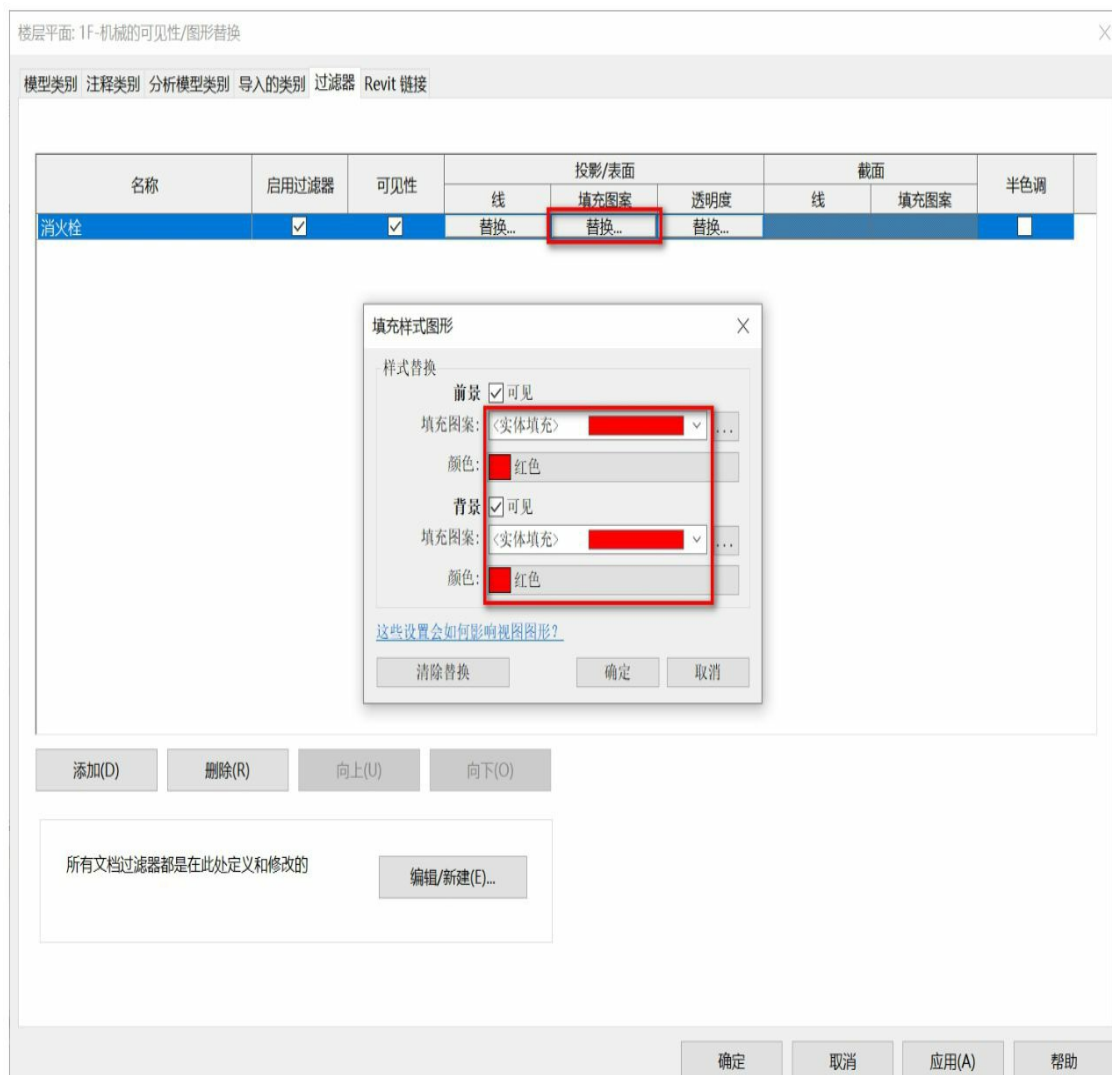 楼层平面: 1F-机械的可见性/图形替换
模型类别 注释类别 分析模型类别 导入的类别 过滤器 Revit 链接
名称 启用过滤器 可见性 投影/表面 截面 半色调
线 填充图案 透明度 线 填充图案
消火栓 替换... 替换... 替换...
填充样式图形
样式替换
前景 可见
填充图案: <实体填充> ...
颜色: 红色
背景 可见
填充图案: <实体填充> ...
颜色: 红色
这些设置会如何影响视图图形?
清除替换 确定 取消
添加(D) 删除(R) 向上(U) 向下(O)
所有文档过滤器都是在此处定义和修改的
编辑/新建(E)...
确定 取消 应用(A) 帮助